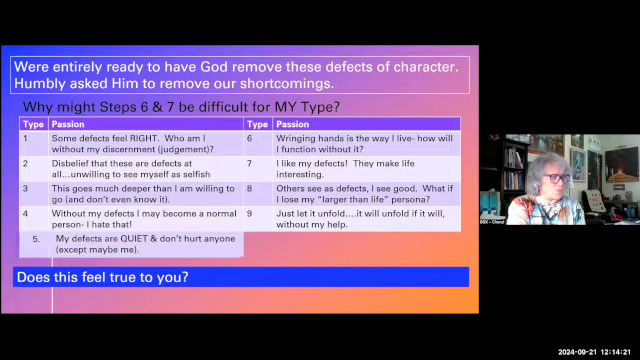 Were entirely ready to have God remove these defects of character.
Humbly asked Him to remove our shortcomings.
Why might Steps 6 & 7 be difficult for MY Type?
Type Passion Type Passion
1 Some defects feel RIGHT. Who am I
without my discernment (judgement)?
6 Wringing hands is the way I live- how will
I function without it?
2 Disbelief that these are defects at
all...unwilling to see myself as selfish
7 I like my defects! They make life
interesting.
3 This goes much deeper than I am willing to
go (and don't even know it).
8 Others see as defects, I see good. What if
I lose my "larger than life" persona?
4 Without my defects I may become a normal
person- I hate that!
9 Just let it unfold....it will unfold if it will,
without my help.
5. My defects are QUIET & don't hurt anyone
(except maybe me).
Does this feel true to you?
BSX - Cheryl
2024-09-21 12:14:21